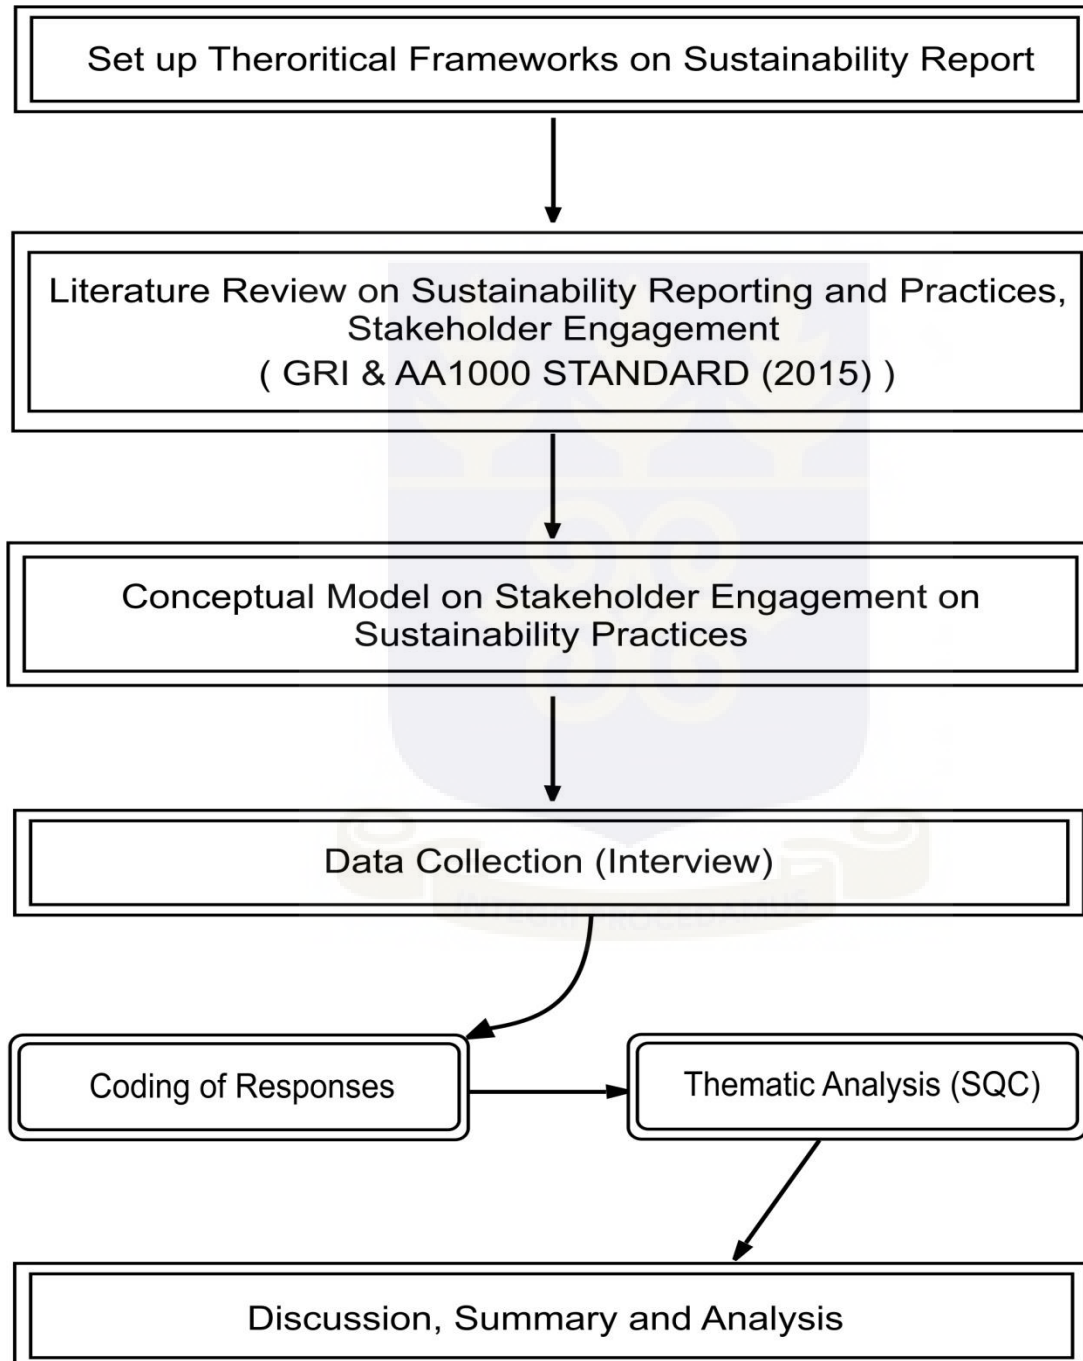 Set up Theroritical Frameworks on Sustainability Report
Literature Review on Sustainability Reporting and Practices,
Stakeholder Engagement
( GRI & AA1000 STANDARD (2015) )
Conceptual Model on Stakeholder Engagement on
Sustainability Practices
Data Collection (Interview)
INTEGRI PROCEDAMUS
Coding of Responses
Thematic Analysis (SQC)
Discussion, Summary and Analysis